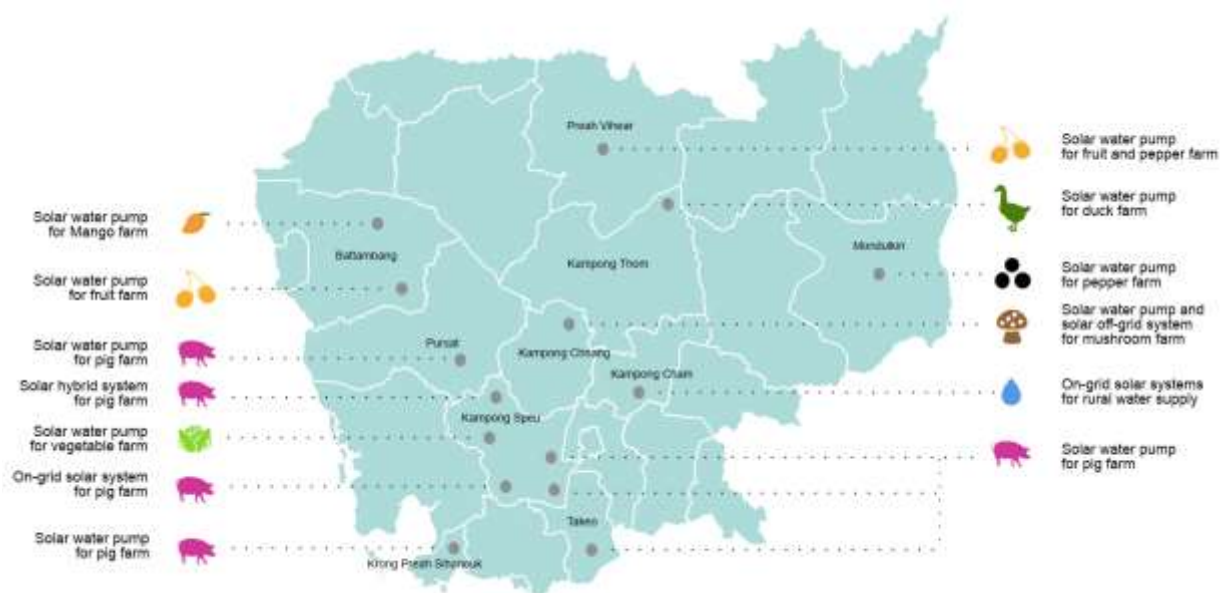 Preah Vihear
Solar water pump
for fruit and pepper farm
Solar water pump
for duck farm
Solar water pump
for Mango farm
Mondulkiri
Battambang
Kampong Thom
Solar water pump
for pepper farm
Solar water pump
for fruit farm
Solar water pump and
solar off-grid system
for mushroom farm
Pursat
Kampong Chnang
Solar water pump
for pig farm
Kampong Cham
Solar hybrid system
for pig farm
On-grid solar systems
for rural water supply
Kampong Speu
Solar water pump
for vegetable farm
Solar water pump
for pig farm
On-grid solar system
for pig farm
Takeo
Solar water pump
for pig farm
Krong Preah Sihanouk